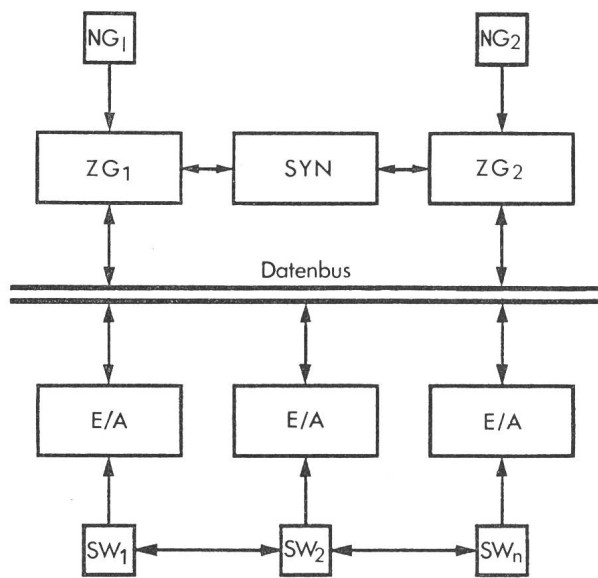 NG1 NG2
ZG1 SYN ZG2
Datenbus
E/A E/A E/A
SW1 SW2 SWn